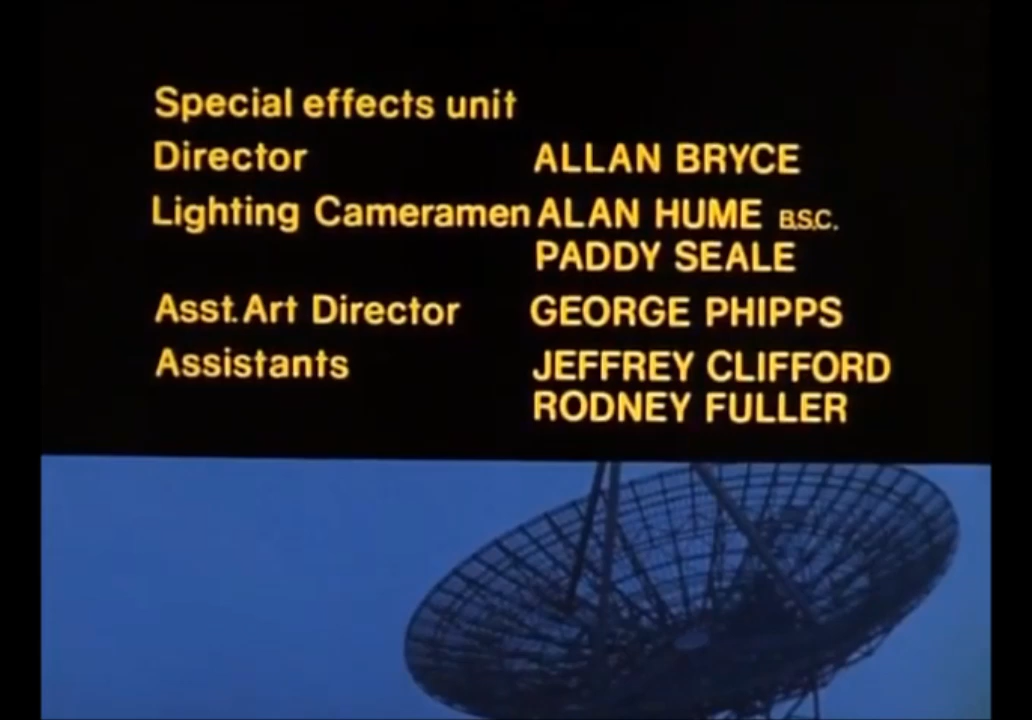 Special effects unit
Director ALLAN BRYCE
Lighting Cameramen ALAN HUME B.S.C.
PADDY SEALE
Asst. Art Director GEORGE PHIPPS
Assistants JEFFREY CLIFFORD
RODNEY FULLER